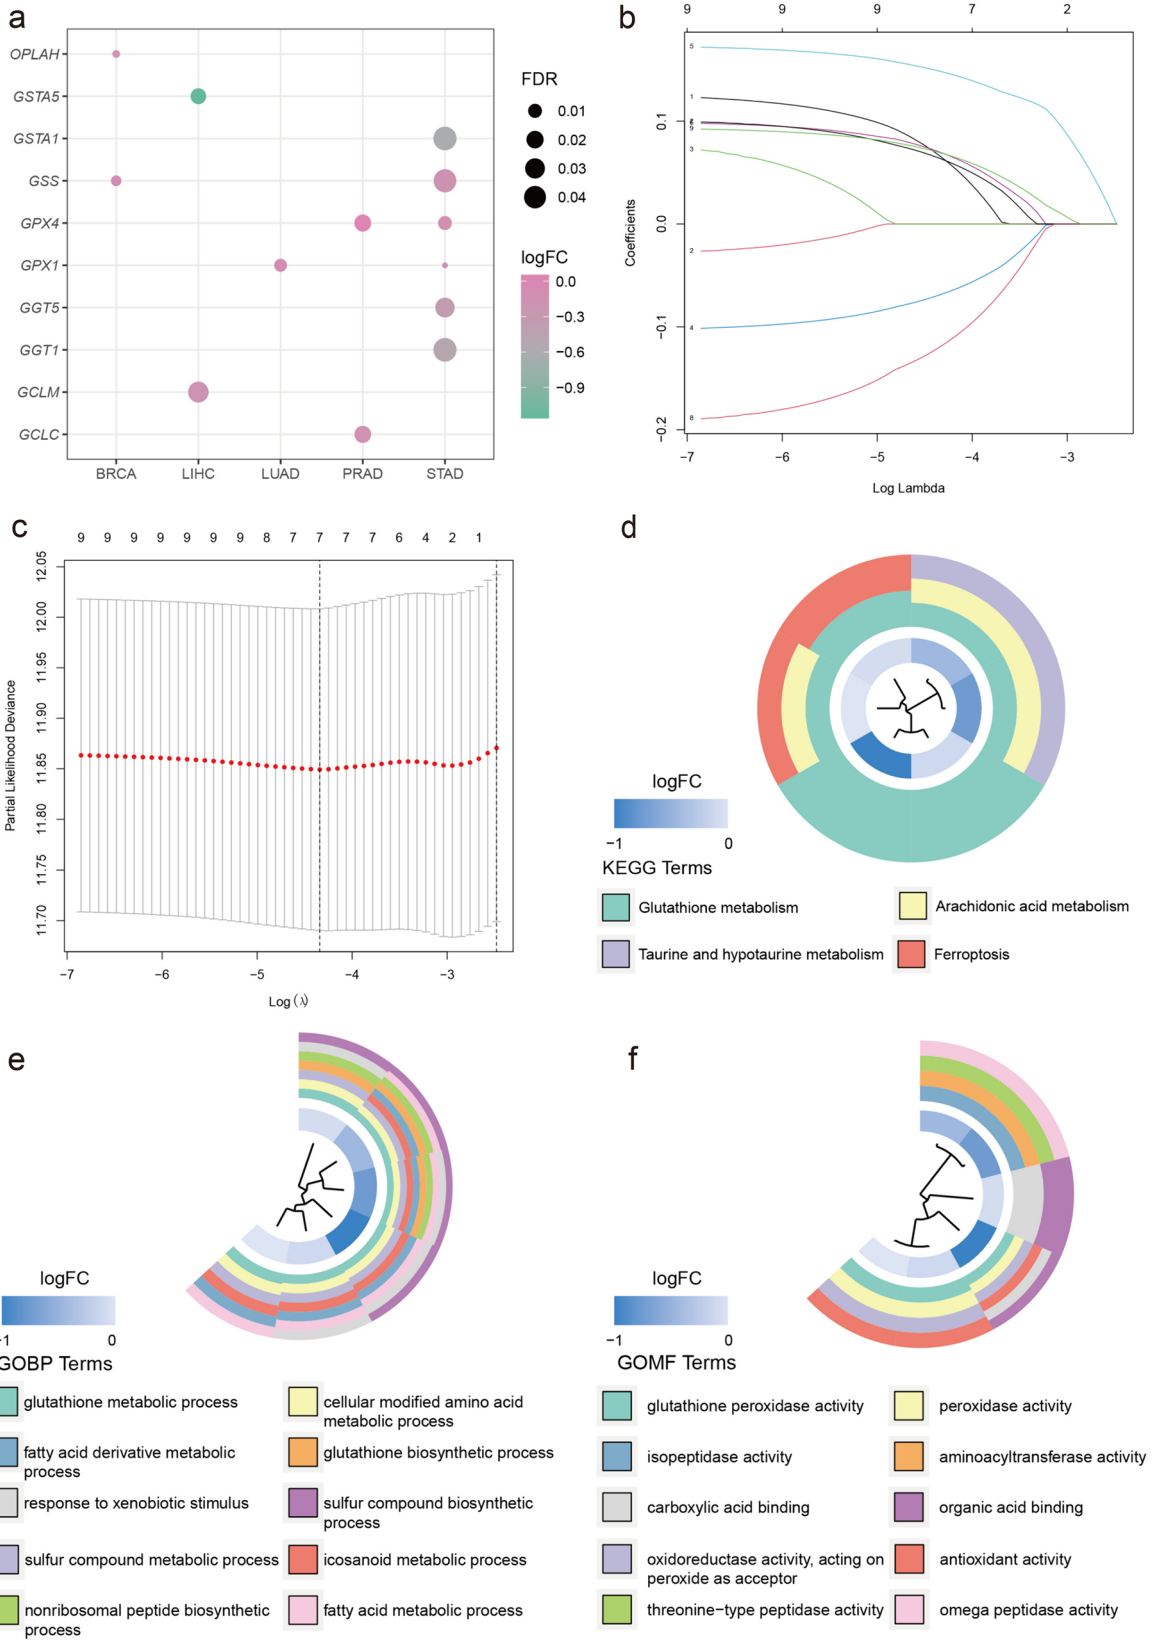 a
OPLAH
GSTA5
GSTA1
GSS
GPX4
GPX1
GGT5
GGT1
GCLM
GCLC
BRCA LIHC LUAD PRAD STAD
FDR
0.01
0.02
0.03
0.04
logFC
0.0
−0.3
−0.6
−0.9
b
9 9 9 7 2
Coefficients
0.1
0.0
−0.1
−0.2
5
1
9
3
2
4
8
−7 −6 −5 −4 −3
Log Lambda
c
9 9 9 9 9 9 9 8 7 7 7 7 6 4 2 1
Partial Likelihood Deviance
12.05
12.00
11.95
11.90
11.85
11.80
11.75
11.70
−7 −6 −5 −4 −3
Log (λ)
d
logFC
−1 0
KEGG Terms
Glutathione metabolism
Arachidonic acid metabolism
Taurine and hypotaurine metabolism
Ferroptosis
e
logFC
−1 0
GOBP Terms
glutathione metabolic process
cellular modified amino acid
metabolic process
fatty acid derivative metabolic
process
glutathione biosynthetic process
response to xenobiotic stimulus
sulfur compound biosynthetic
process
sulfur compound metabolic process
icosanoid metabolic process
nonribosomal peptide biosynthetic
process
fatty acid metabolic process
process
f
logFC
−1 0
GOMF Terms
glutathione peroxidase activity
peroxidase activity
isopeptidase activity
aminoacyltransferase activity
carboxylic acid binding
organic acid binding
oxidoreductase activity, acting on
peroxide as acceptor
antioxidant activity
threonine−type peptidase activity
omega peptidase activity